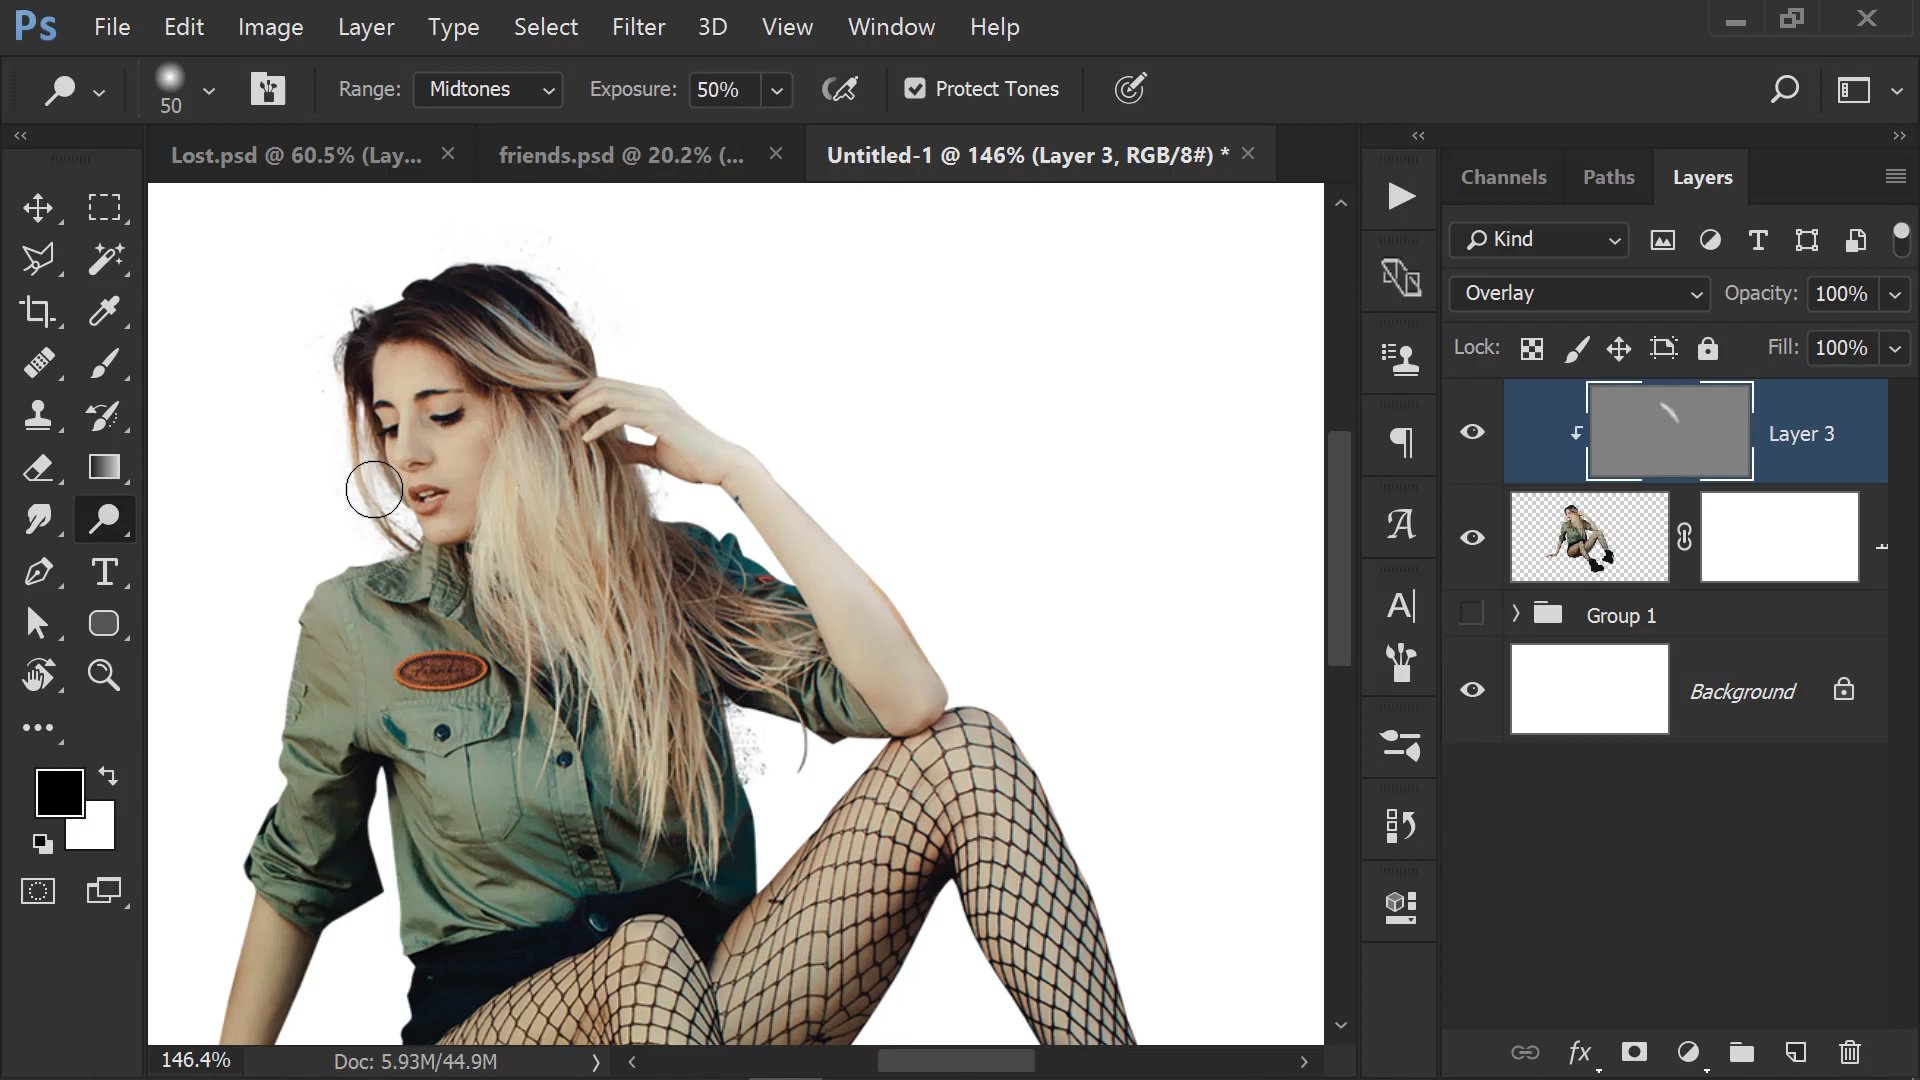 Ps File Edit Image Layer Type Select Filter 3D View Window Help
50 Range: Midtones Exposure: 50% Protect Tones
Lost.psd @ 60.5% (Lay... friends.psd @ 20.2% (... Untitled-1 @ 146% (Layer 3, RGB/8#) *
Channels Paths Layers
Kind
Overlay Opacity: 100%
Lock: Fill: 100%
Layer 3
Group 1
Background
146.4% Doc: 5.93M/44.9M
fx